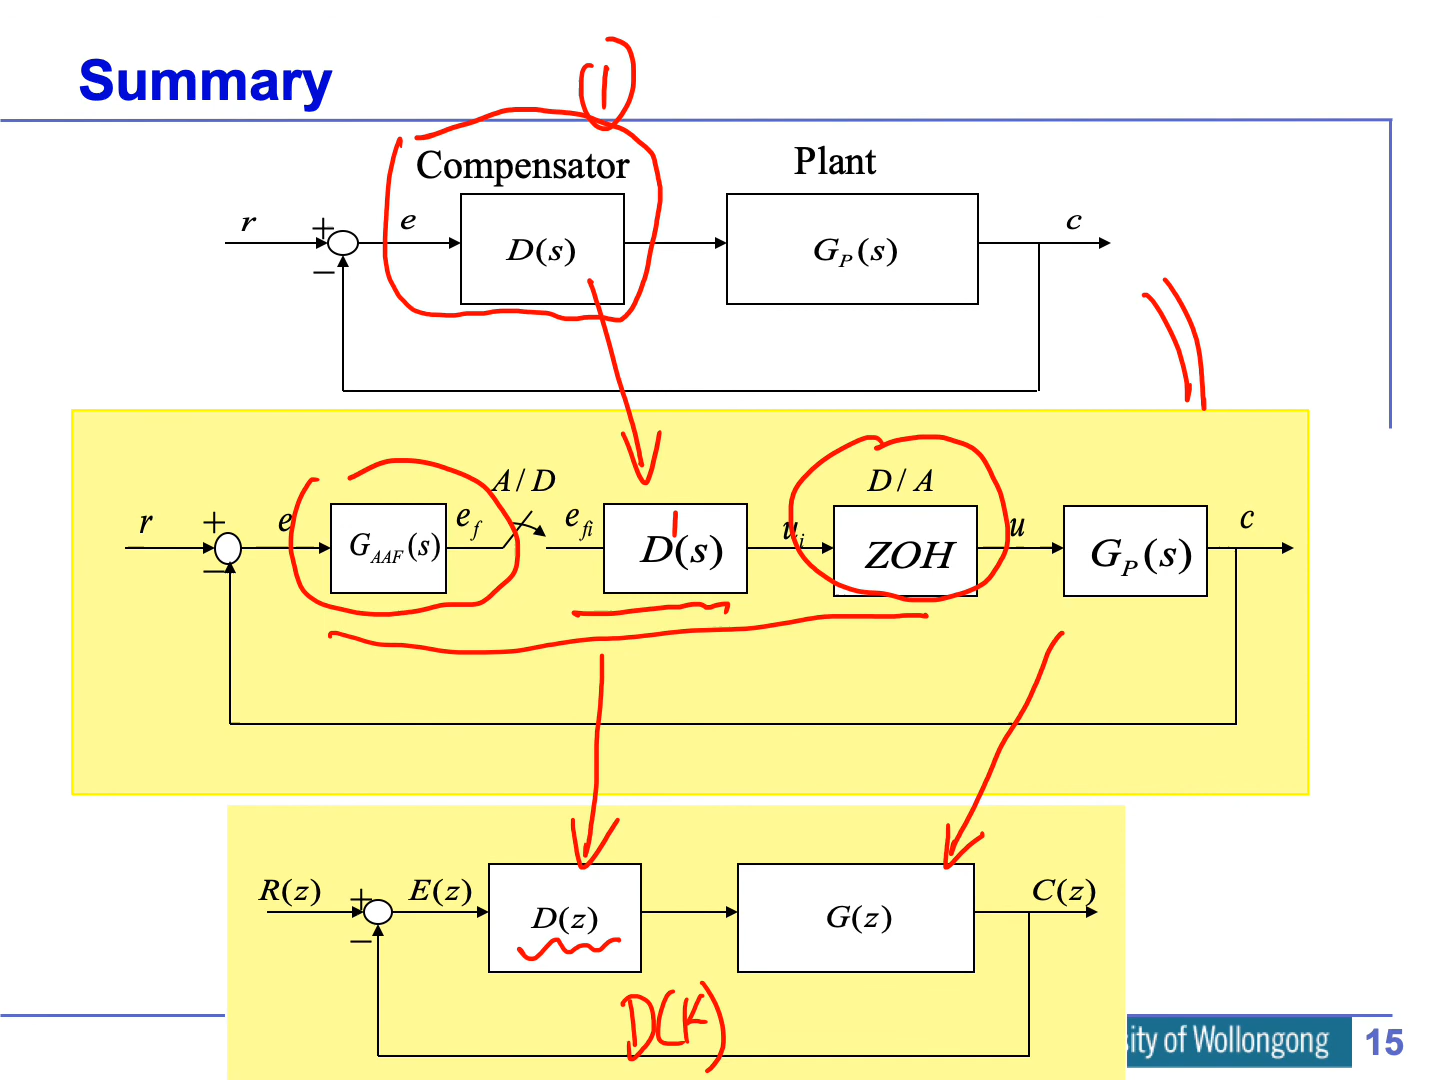 Summary
(1)
Compensator
Plant
r
+
−
e
D(s)
G_P(s)
c
r
+
−
e
G_AAF(s)
e_f
A/D
e_fi
D'(s)
u_i
D/A
ZOH
u
G_P(s)
c
R(z)
+
−
E(z)
D(z)
G(z)
C(z)
D(K)
sity of Wollongong
15